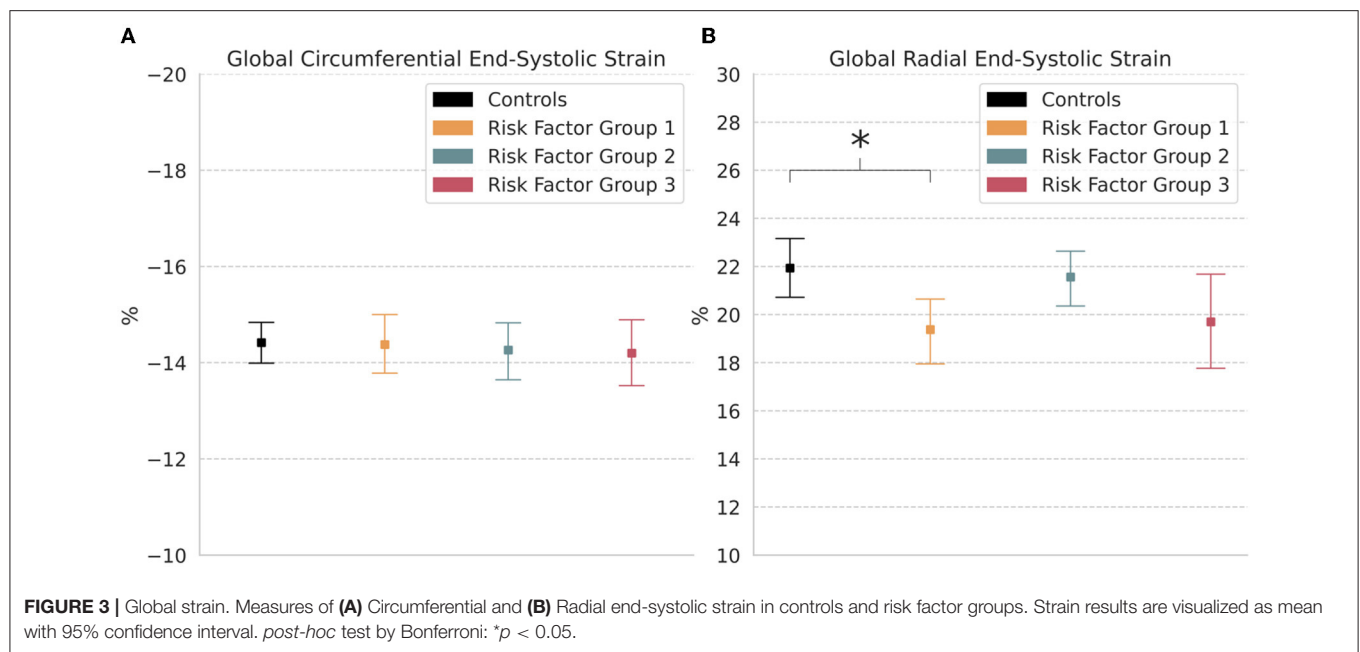 A
Global Circumferential End-Systolic Strain
−20
−18
−16
−14
−12
−10
%
Controls
Risk Factor Group 1
Risk Factor Group 2
Risk Factor Group 3
B
Global Radial End-Systolic Strain
30
28
26
24
22
20
18
16
14
12
10
%
*
Controls
Risk Factor Group 1
Risk Factor Group 2
Risk Factor Group 3
FIGURE 3 | Global strain. Measures of (A) Circumferential and (B) Radial end-systolic strain in controls and risk factor groups. Strain results are visualized as mean
with 95% confidence interval. post-hoc test by Bonferroni: *p < 0.05.